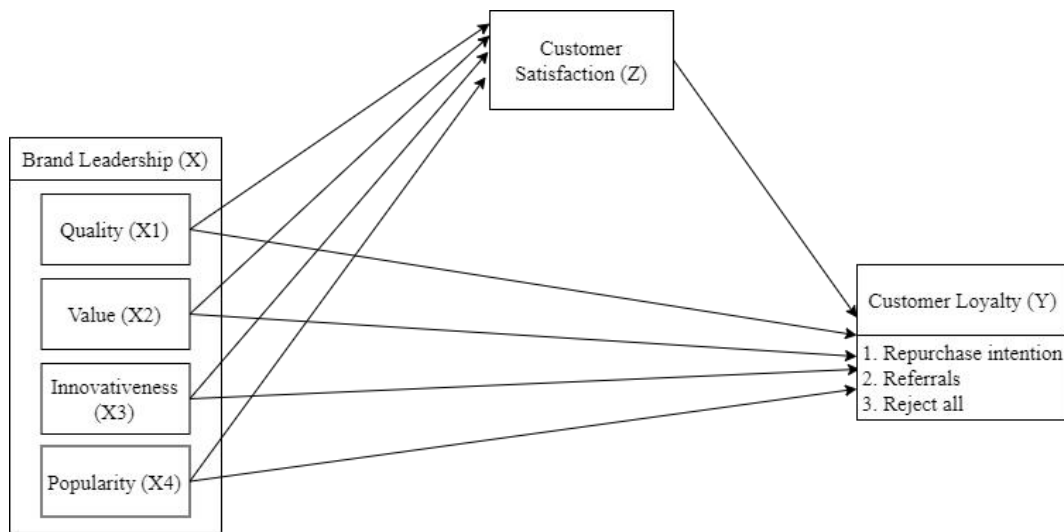 Customer
Satisfaction (Z)
Brand Leadership (X)
Quality (X1)
Value (X2)
Innovativeness
(X3)
Popularity (X4)
Customer Loyalty (Y)
1. Repurchase intention
2. Referrals
3. Reject all